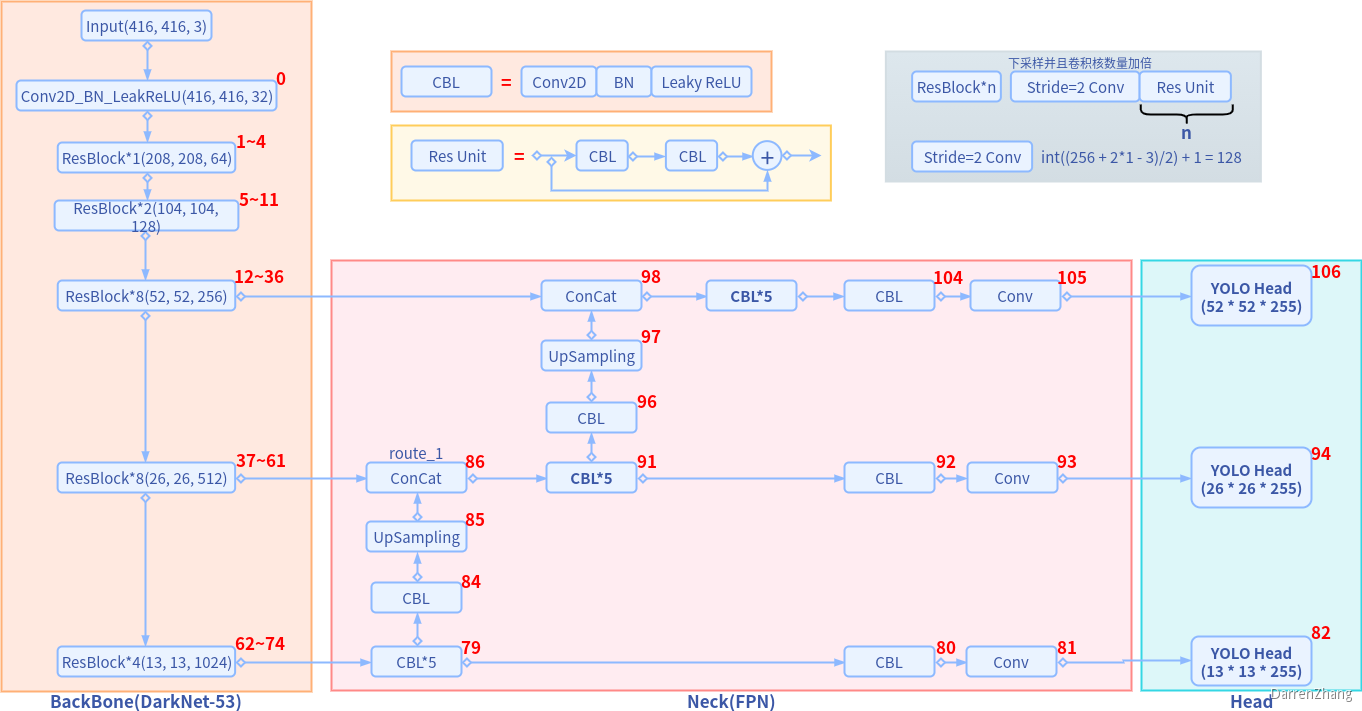 Input(416, 416, 3)
0
Conv2D_BN_LeakReLU(416, 416, 32)
1~4
ResBlock*1(208, 208, 64)
5~11
ResBlock*2(104, 104,
128)
12~36
ResBlock*8(52, 52, 256)
37~61
ResBlock*8(26, 26, 512)
62~74
ResBlock*4(13, 13, 1024)
BackBone(DarkNet-53)
CBL
=
Conv2D
BN
Leaky ReLU
Res Unit
=
CBL
CBL
+
下采样并且卷积核数量加倍
ResBlock*n
Stride=2 Conv
Res Unit
n
Stride=2 Conv
int((256 + 2*1 - 3)/2) + 1 = 128
98
ConCat
CBL*5
104
CBL
105
Conv
97
UpSampling
96
CBL
route_1
86
ConCat
91
CBL*5
92
CBL
93
Conv
85
UpSampling
84
CBL
79
CBL*5
80
CBL
81
Conv
Neck(FPN)
106
YOLO Head
(52 * 52 * 255)
94
YOLO Head
(26 * 26 * 255)
82
YOLO Head
(13 * 13 * 255)
Head
DarrenZhang